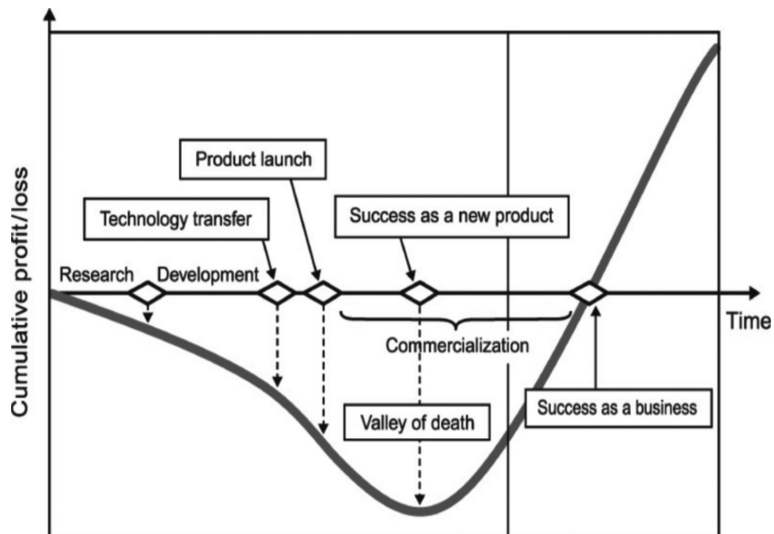 Cumulative profit/loss
Product launch
Technology transfer
Success as a new product
Research
Development
Time
Commercialization
Valley of death
Success as a business